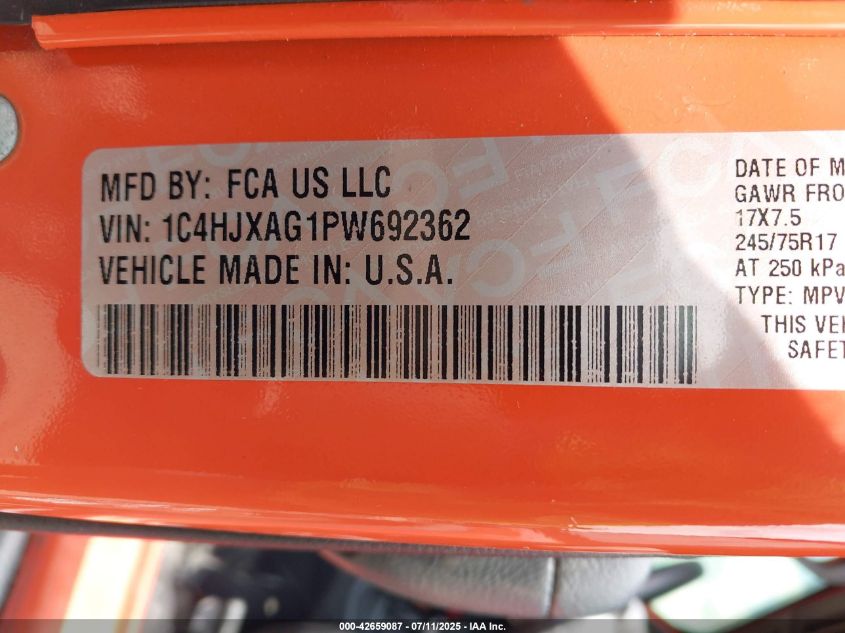 MFD BY: FCA US LLC
VIN: 1C4HJXAG1PW692362
VEHICLE MADE IN: U.S.A.
DATE OF M
GAWR FRO
17X7.5
245/75R17
AT 250 kPa
TYPE: MPV
THIS VEH
SAFET
000-42659087 - 07/11/2025 - IAA Inc.